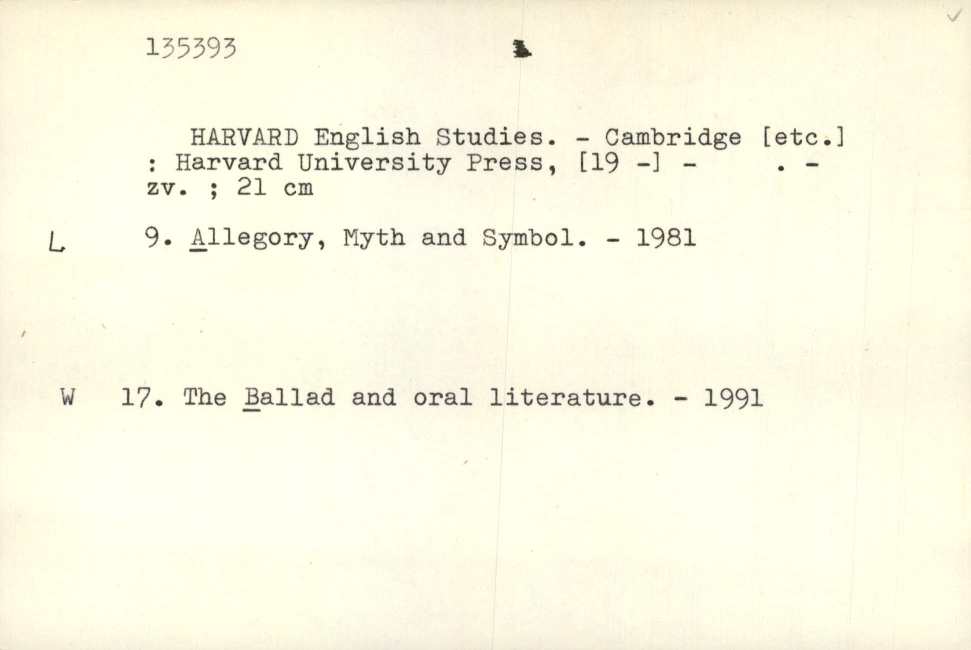 135393
HARVARD English Studies. - Cambridge [etc.]
: Harvard University Press, [19 -] - . -
zv. ; 21 cm
L 9. Allegory, Myth and Symbol. - 1981
W 17. The Ballad and oral literature. - 1991